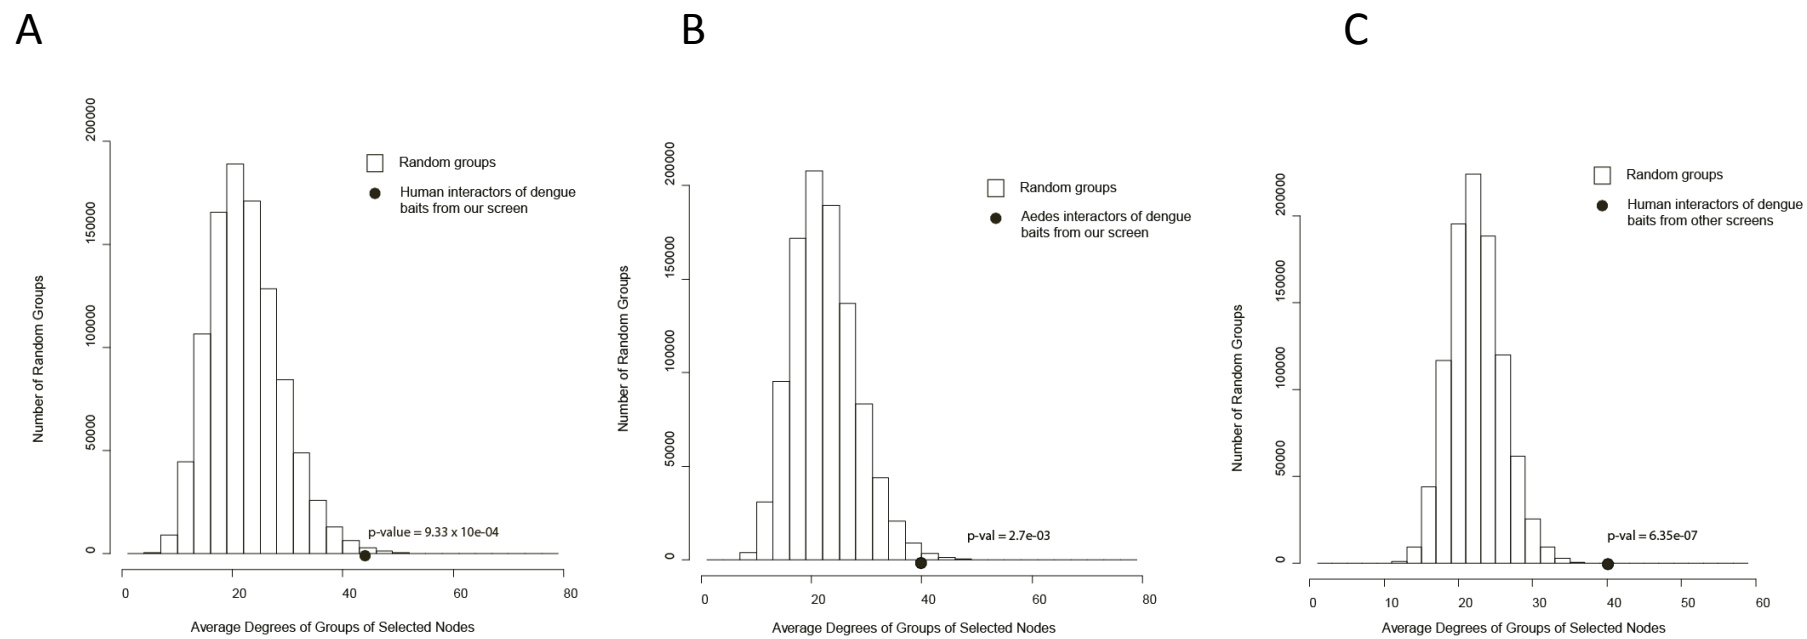 A
B
C
200000
150000
100000
50000
0
Number of Random Groups
Random groups
Human interactors of dengue
baits from our screen
p-value = 9.33 x 10e-04
0 20 40 60 80
Average Degrees of Groups of Selected Nodes
200000
150000
100000
50000
0
Number of Random Groups
Random groups
Aedes interactors of dengue
baits from our screen
p-val = 2.7e-03
0 20 40 60 80
Average Degrees of Groups of Selected Nodes
200000
150000
100000
50000
0
Number of Random Groups
Random groups
Human interactors of dengue
baits from other screens
p-val = 6.35e-07
0 10 20 30 40 50 60
Average Degrees of Groups of Selected Nodes